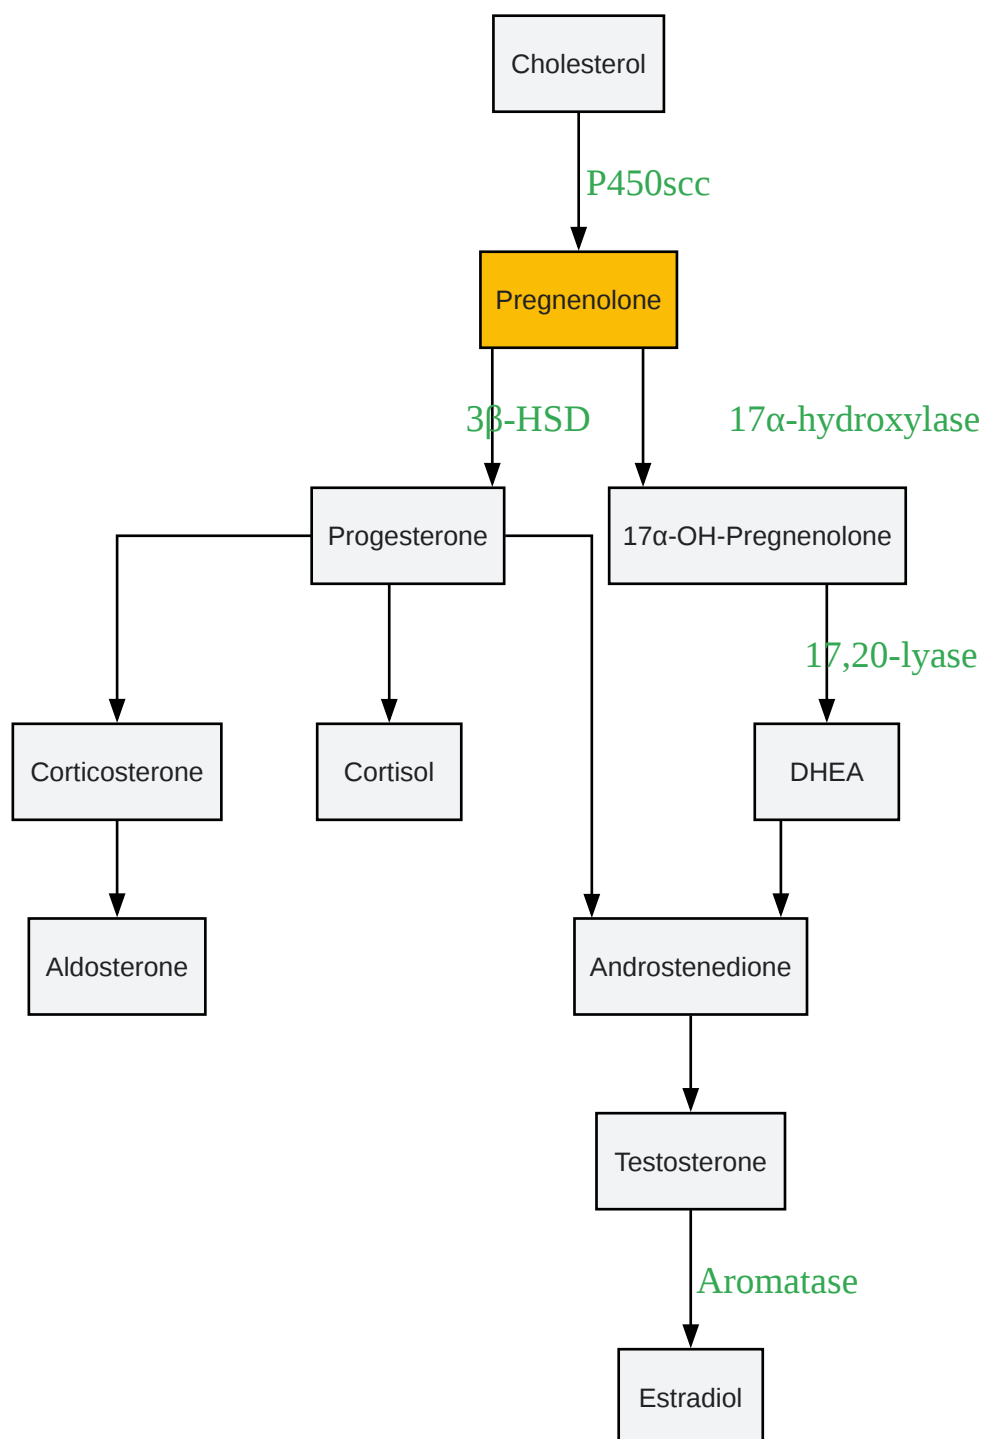 Cholesterol
P450scc
Pregnenolone
3β-HSD
17α-hydroxylase
Progesterone
17α-OH-Pregnenolone
17,20-lyase
Corticosterone
Cortisol
DHEA
Aldosterone
Androstenedione
Testosterone
Aromatase
Estradiol